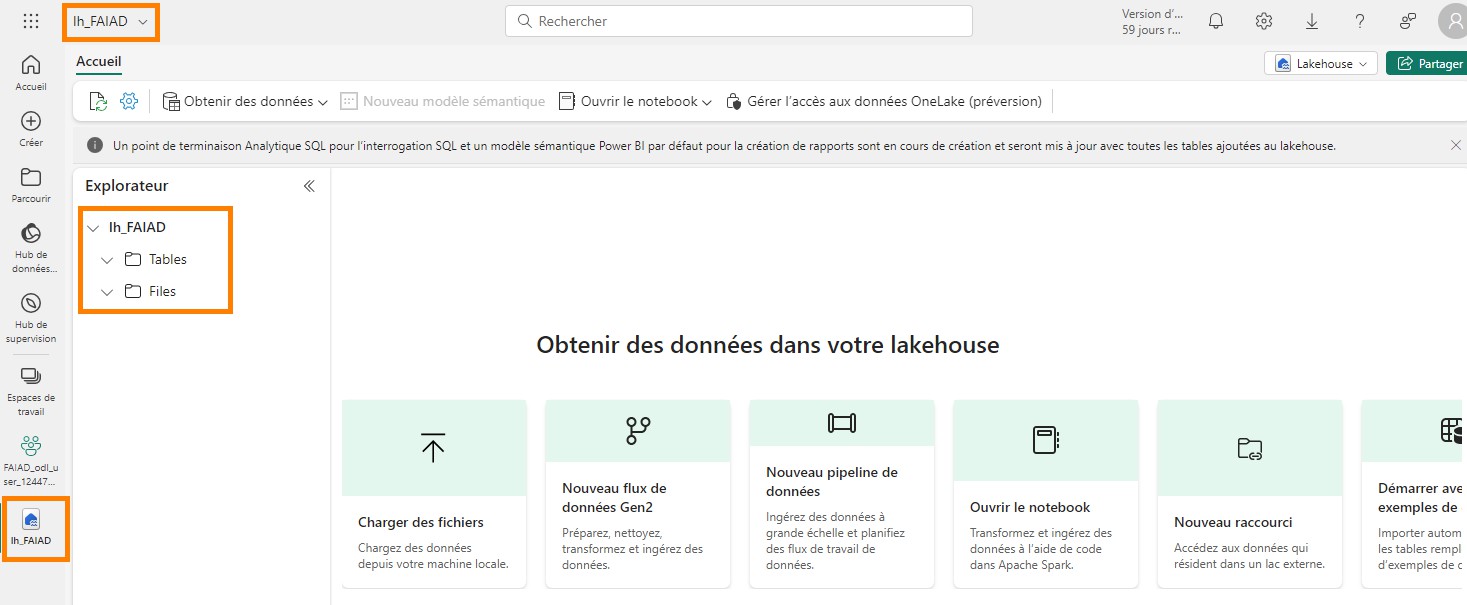 lh_FAIAD
Rechercher
Version d'...
59 jours r...
Accueil
Lakehouse
Partager
Obtenir des données
Nouveau modèle sémantique
Ouvrir le notebook
Gérer l'accès aux données OneLake (préversion)
Un point de terminaison Analytique SQL pour l'interrogation SQL et un modèle sémantique Power BI par défaut pour la création de rapports sont en cours de création et seront mis à jour avec toutes les tables ajoutées au lakehouse.
Accueil
Créer
Parcourir
Hub de
données...
Hub de
supervision
Espaces de
travail
FAIAD_odl_u
ser_12447...
lh_FAIAD
Explorateur
lh_FAIAD
Tables
Files
Obtenir des données dans votre lakehouse
Charger des fichiers
Chargez des données
depuis votre machine locale.
Nouveau flux de
données Gen2
Préparez, nettoyez,
transformez et ingérez des
données.
Nouveau pipeline de
données
Ingérez des données à
grande échelle et planifiez
des flux de travail de
données.
Ouvrir le notebook
Transformez et ingérez des
données à l'aide de code
dans Apache Spark.
Nouveau raccourci
Accédez aux données qui
résident dans un lac externe.
Démarrer ave
exemples de
Importer autom
les tables rempl
d'exemples de